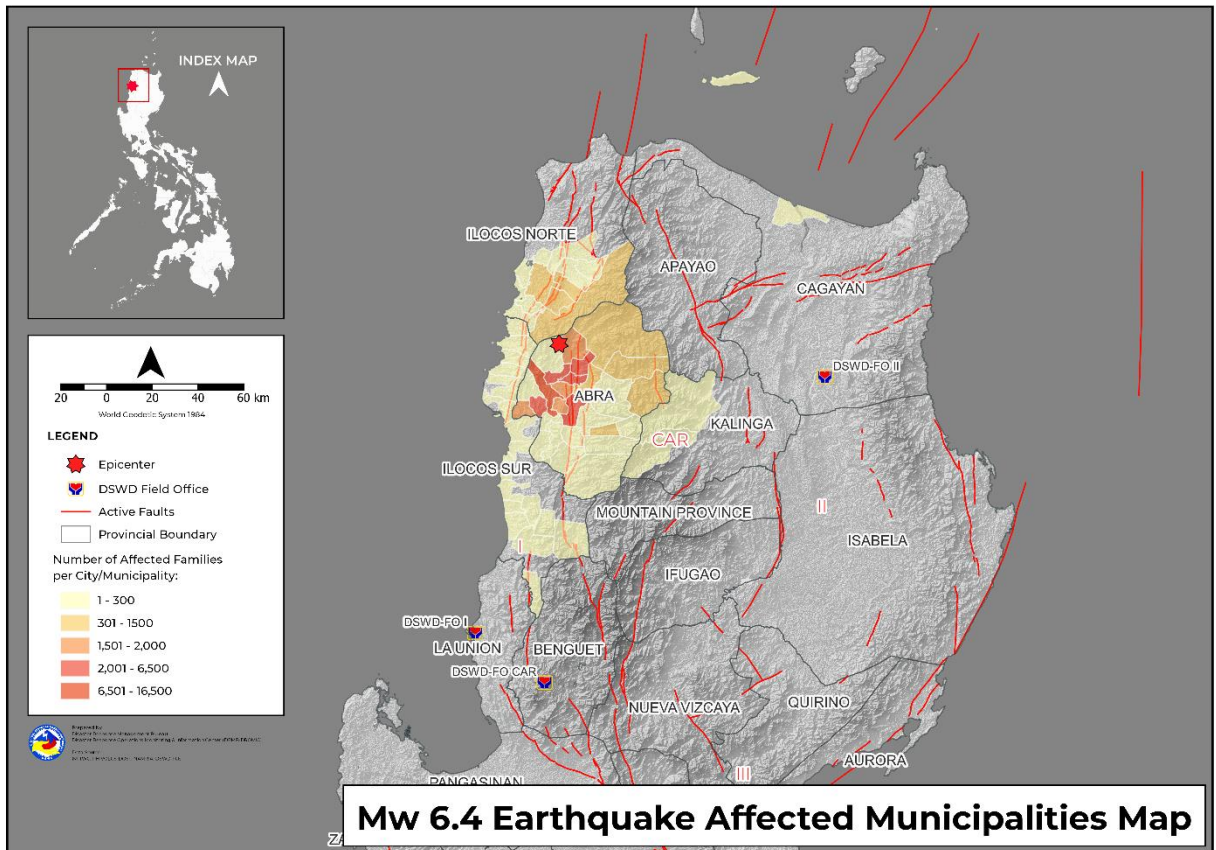 INDEX MAP
20 0 20 40 60 km
World Geodetic System 1984
LEGEND
Epicenter
DSWD Field Office
Active Faults
Provincial Boundary
Number of Affected Families
per City/Municipality:
1 - 300
301 - 1500
1,501 - 2,000
2,001 - 6,500
6,501 - 16,500
Prepared by
ILOCOS NORTE
APAYAO
CAGAYAN
DSWD-FO II
ABRA
KALINGA
CAR
ILOCOS SUR
MOUNTAIN PROVINCE
II
ISABELA
I
IFUGAO
DSWD-FO I
LA UNION
BENGUET
DSWD-FO CAR
NUEVA VIZCAYA
QUIRINO
AURORA
III
PANGASINAN
ZA
Mw 6.4 Earthquake Affected Municipalities Map